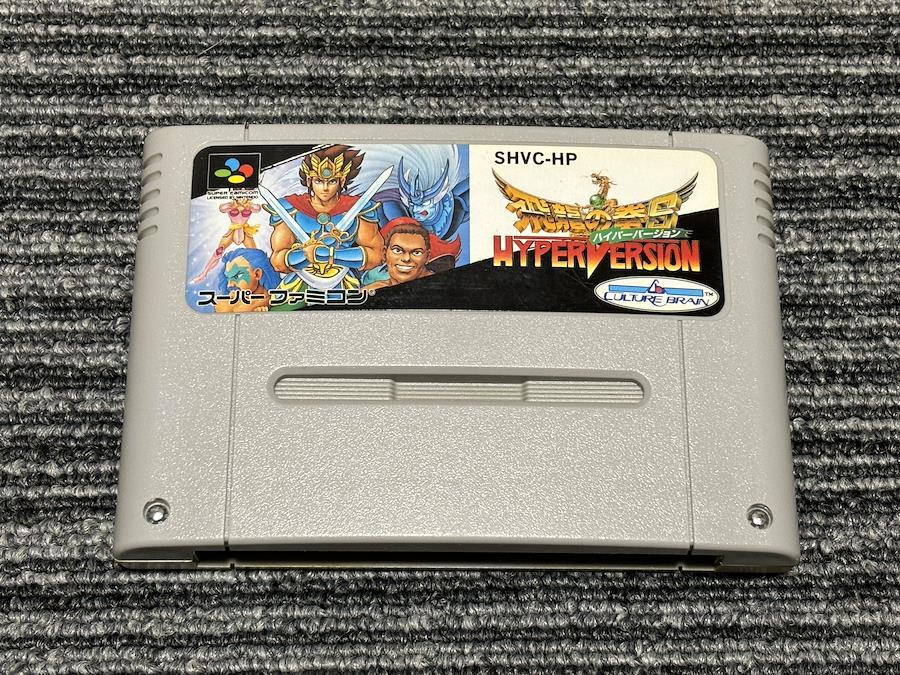 SUPER FAMICOM
LICENSED BY NINTENDO
SHVC-HP
飛龍の拳S
ハイパーバージョン
HYPER VERSION
スーパーファミコン®
CULTURE BRAIN™